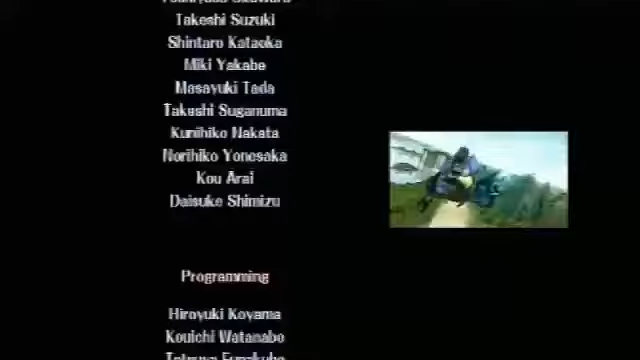 Takeshi Suzuki
Shintaro Kataoka
Miki Yakabe
Masayuki Tada
Takeshi Suganuma
Kunihiko Nakata
Norihiko Yonesaka
Kou Arai
Daisuke Shimizu
Programming
Hiroyuki Koyama
Kouichi Watanabe